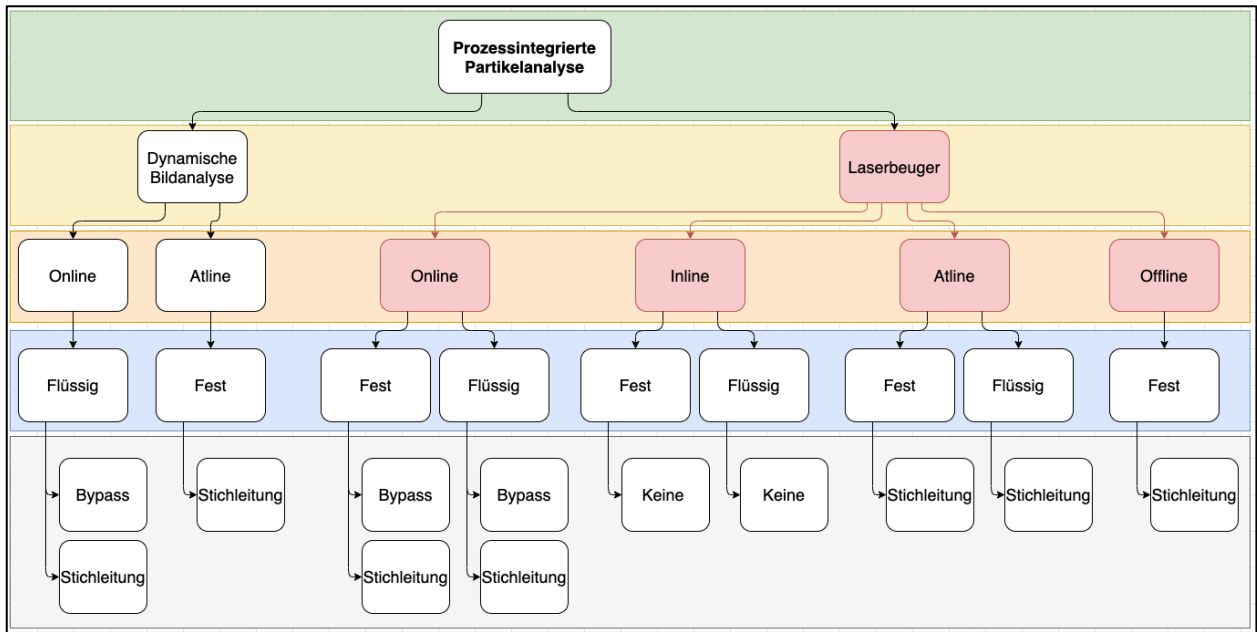 Prozessintegrierte
Partikelanalyse
Dynamische
Bildanalyse
Laserbeuger
Online
Atline
Online
Inline
Atline
Offline
Flüssig
Fest
Fest
Flüssig
Fest
Flüssig
Fest
Flüssig
Fest
Bypass
Stichleitung
Bypass
Bypass
Keine
Keine
Stichleitung
Stichleitung
Stichleitung
Stichleitung
Stichleitung
Stichleitung